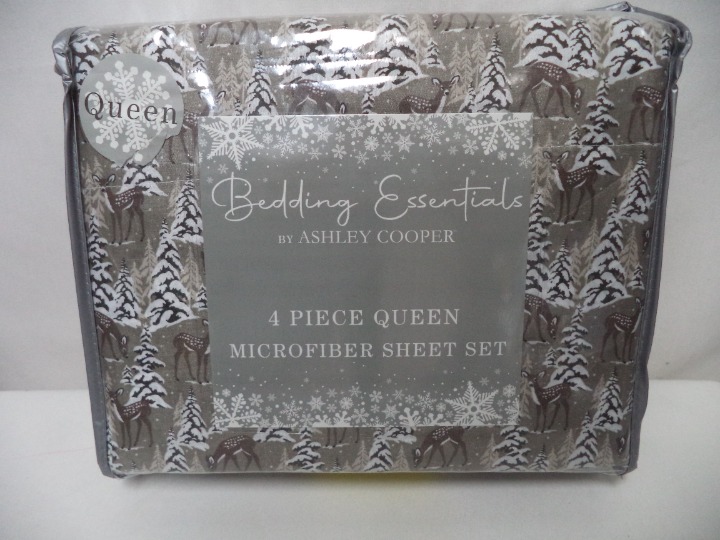 Queen
Bedding Essentials
BY ASHLEY COOPER
4 PIECE QUEEN
MICROFIBER SHEET SET